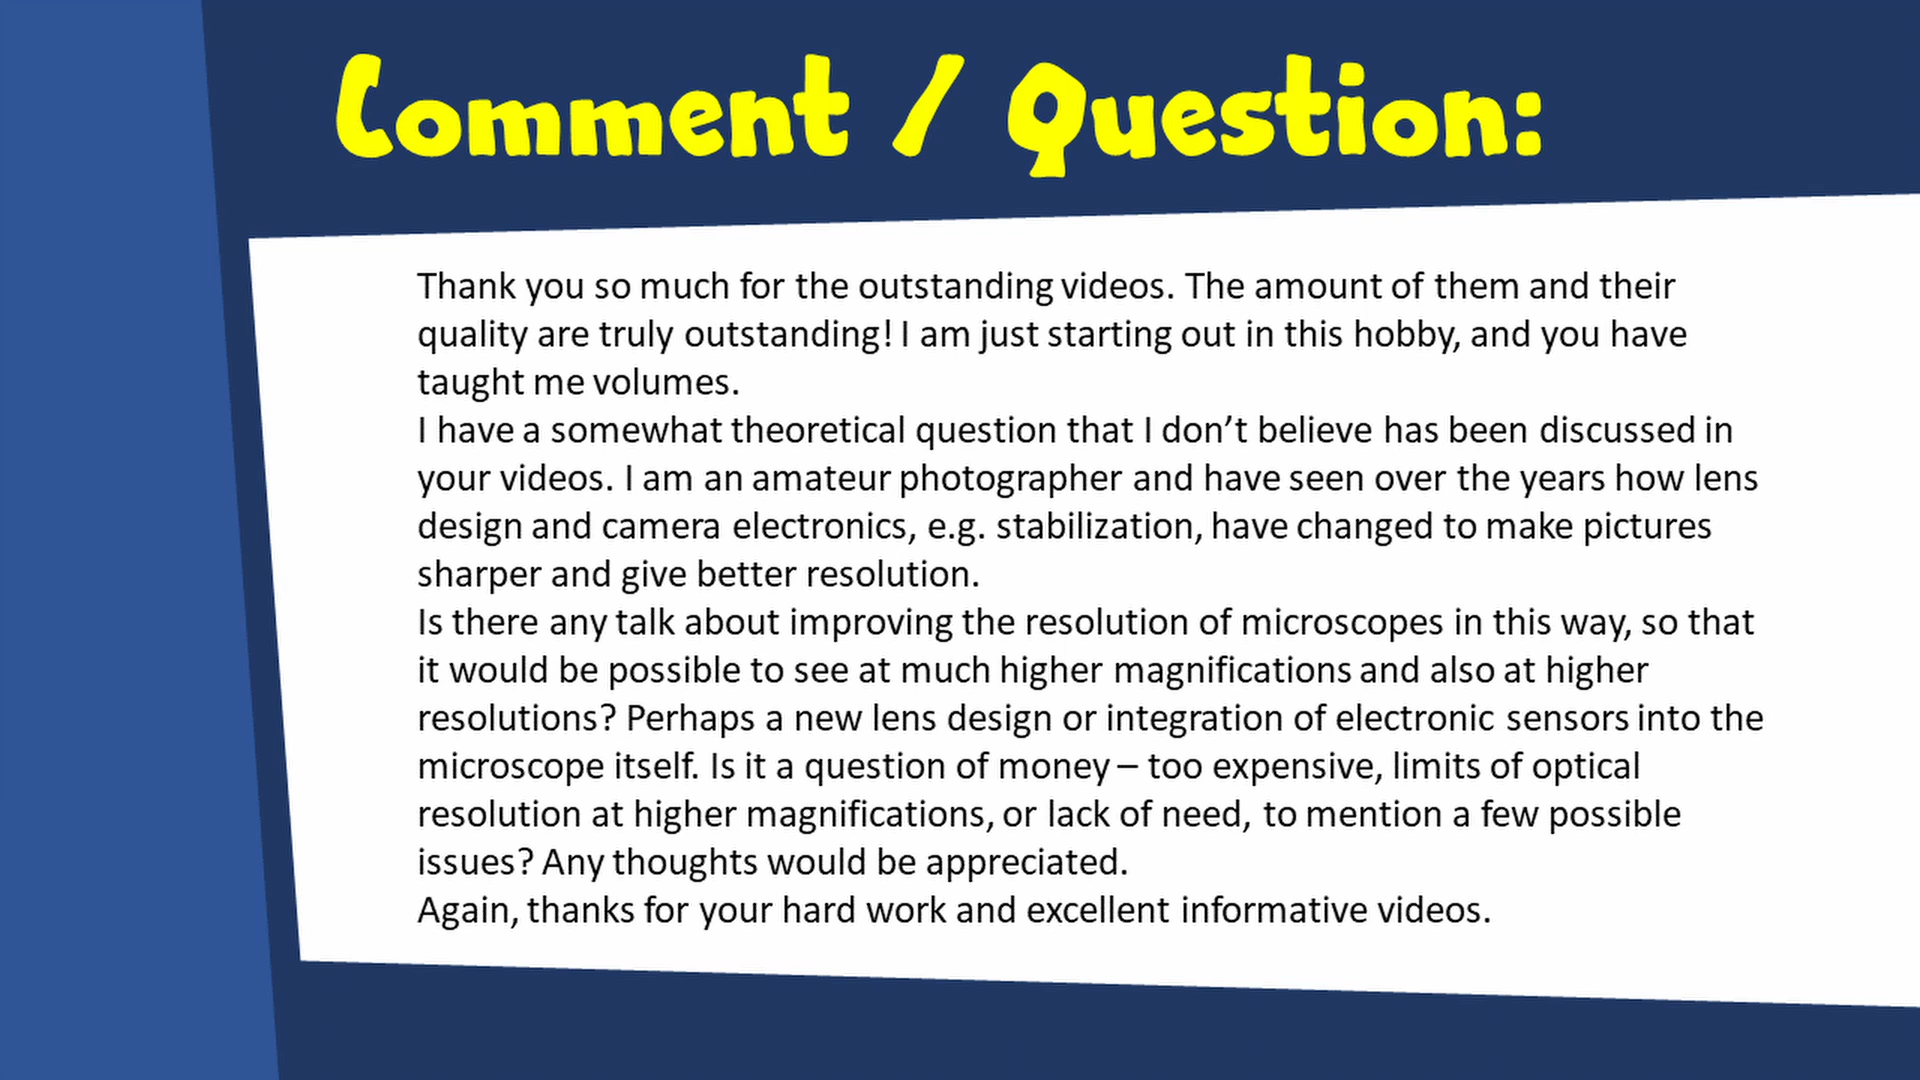 Comment / Question:
Thank you so much for the outstanding videos. The amount of them and their
quality are truly outstanding! I am just starting out in this hobby, and you have
taught me volumes.
I have a somewhat theoretical question that I don’t believe has been discussed in
your videos. I am an amateur photographer and have seen over the years how lens
design and camera electronics, e.g. stabilization, have changed to make pictures
sharper and give better resolution.
Is there any talk about improving the resolution of microscopes in this way, so that
it would be possible to see at much higher magnifications and also at higher
resolutions? Perhaps a new lens design or integration of electronic sensors into the
microscope itself. Is it a question of money – too expensive, limits of optical
resolution at higher magnifications, or lack of need, to mention a few possible
issues? Any thoughts would be appreciated.
Again, thanks for your hard work and excellent informative videos.